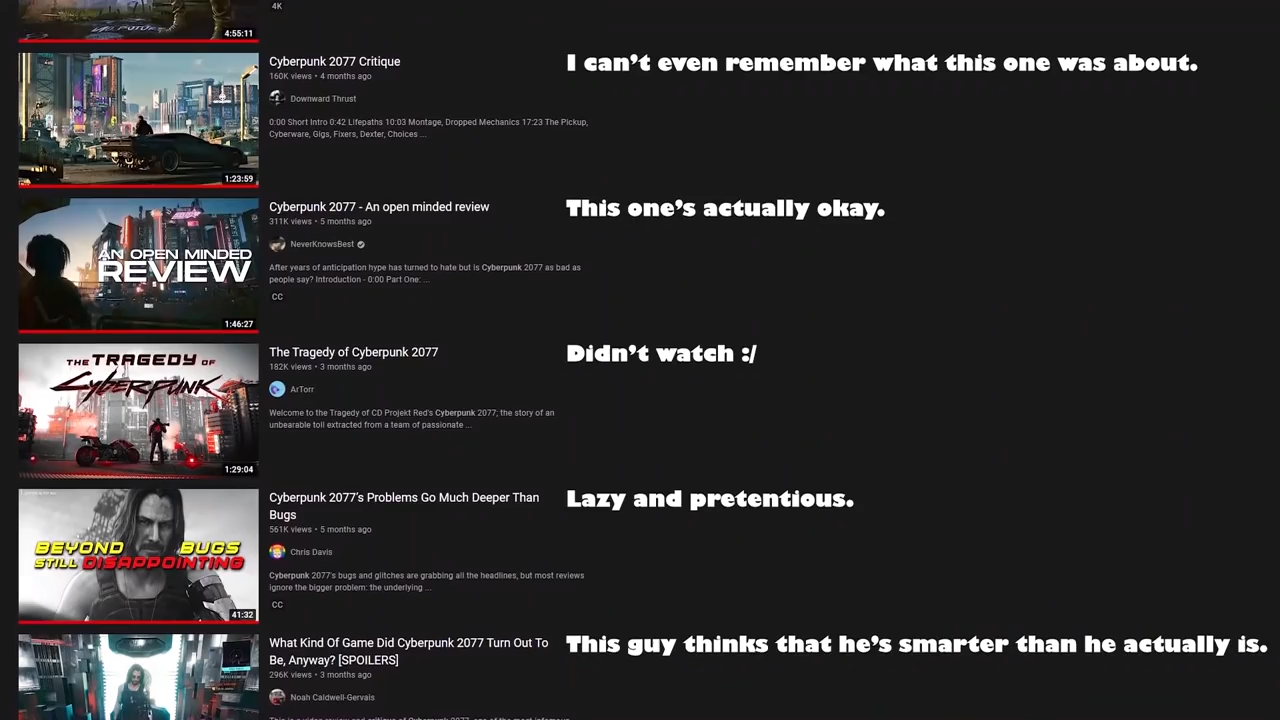 4K
4:55:11
Cyberpunk 2077 Critique
I can't even remember what this one was about.
160K views • 4 months ago
Downward Thrust
0:00 Short Intro 0:42 Lifepaths 10:03 Montage, Dropped Mechanics 17:23 The Pickup,
Cyberware, Gigs, Fixers, Dexter, Choices ...
1:23:59
Cyberpunk 2077 - An open minded review
This one's actually okay.
311K views • 5 months ago
NeverKnowsBest
AN OPEN MINDED
REVIEW
After years of anticipation hype has turned to hate but is Cyberpunk 2077 as bad as
people say? Introduction - 0:00 Part One: ...
CC
1:46:27
The Tragedy of Cyberpunk 2077
Didn't watch :/
182K views • 3 months ago
THE TRAGEDY OF
Cyberpunk
ArTorr
Welcome to the Tragedy of CD Projekt Red's Cyberpunk 2077; the story of an
unbearable toll extracted from a team of passionate ...
1:29:04
Cyberpunk 2077's Problems Go Much Deeper Than
Bugs
Lazy and pretentious.
561K views • 5 months ago
Chris Davis
BEYOND BUGS
STILL DISAPPOINTING
Cyberpunk 2077's bugs and glitches are grabbing all the headlines, but most reviews
ignore the bigger problem: the underlying ...
CC
41:32
What Kind Of Game Did Cyberpunk 2077 Turn Out To
Be, Anyway? [SPOILERS]
This guy thinks that he's smarter than he actually is.
296K views • 3 months ago
Noah Caldwell-Gervais